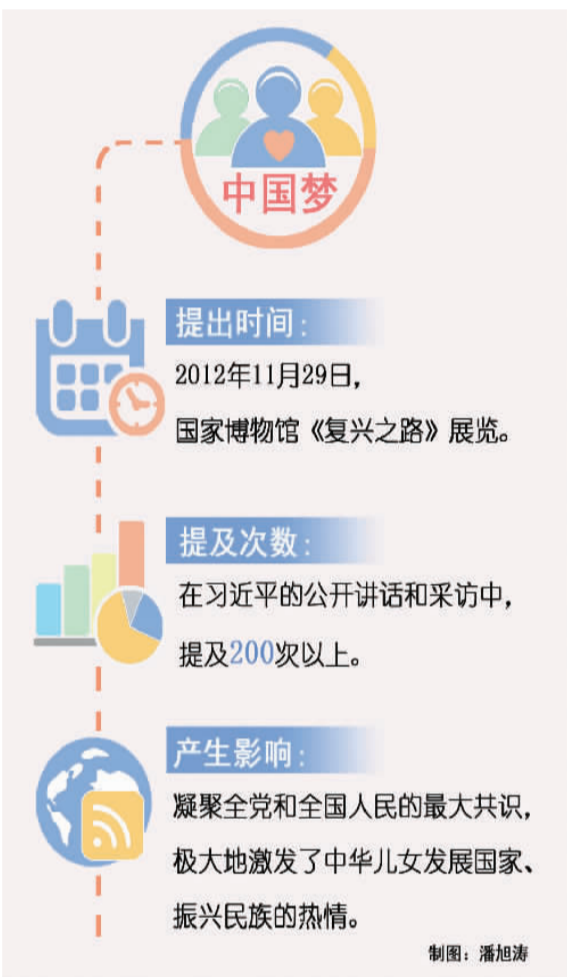 中国梦
提出时间：
2012年11月29日，
国家博物馆《复兴之路》展览。
提及次数：
在习近平的公开讲话和采访中，
提及200次以上。
产生影响：
凝聚全党和全国人民的最大共识，
极大地激发了中华儿女发展国家、
振兴民族的热情。
制图：潘旭涛